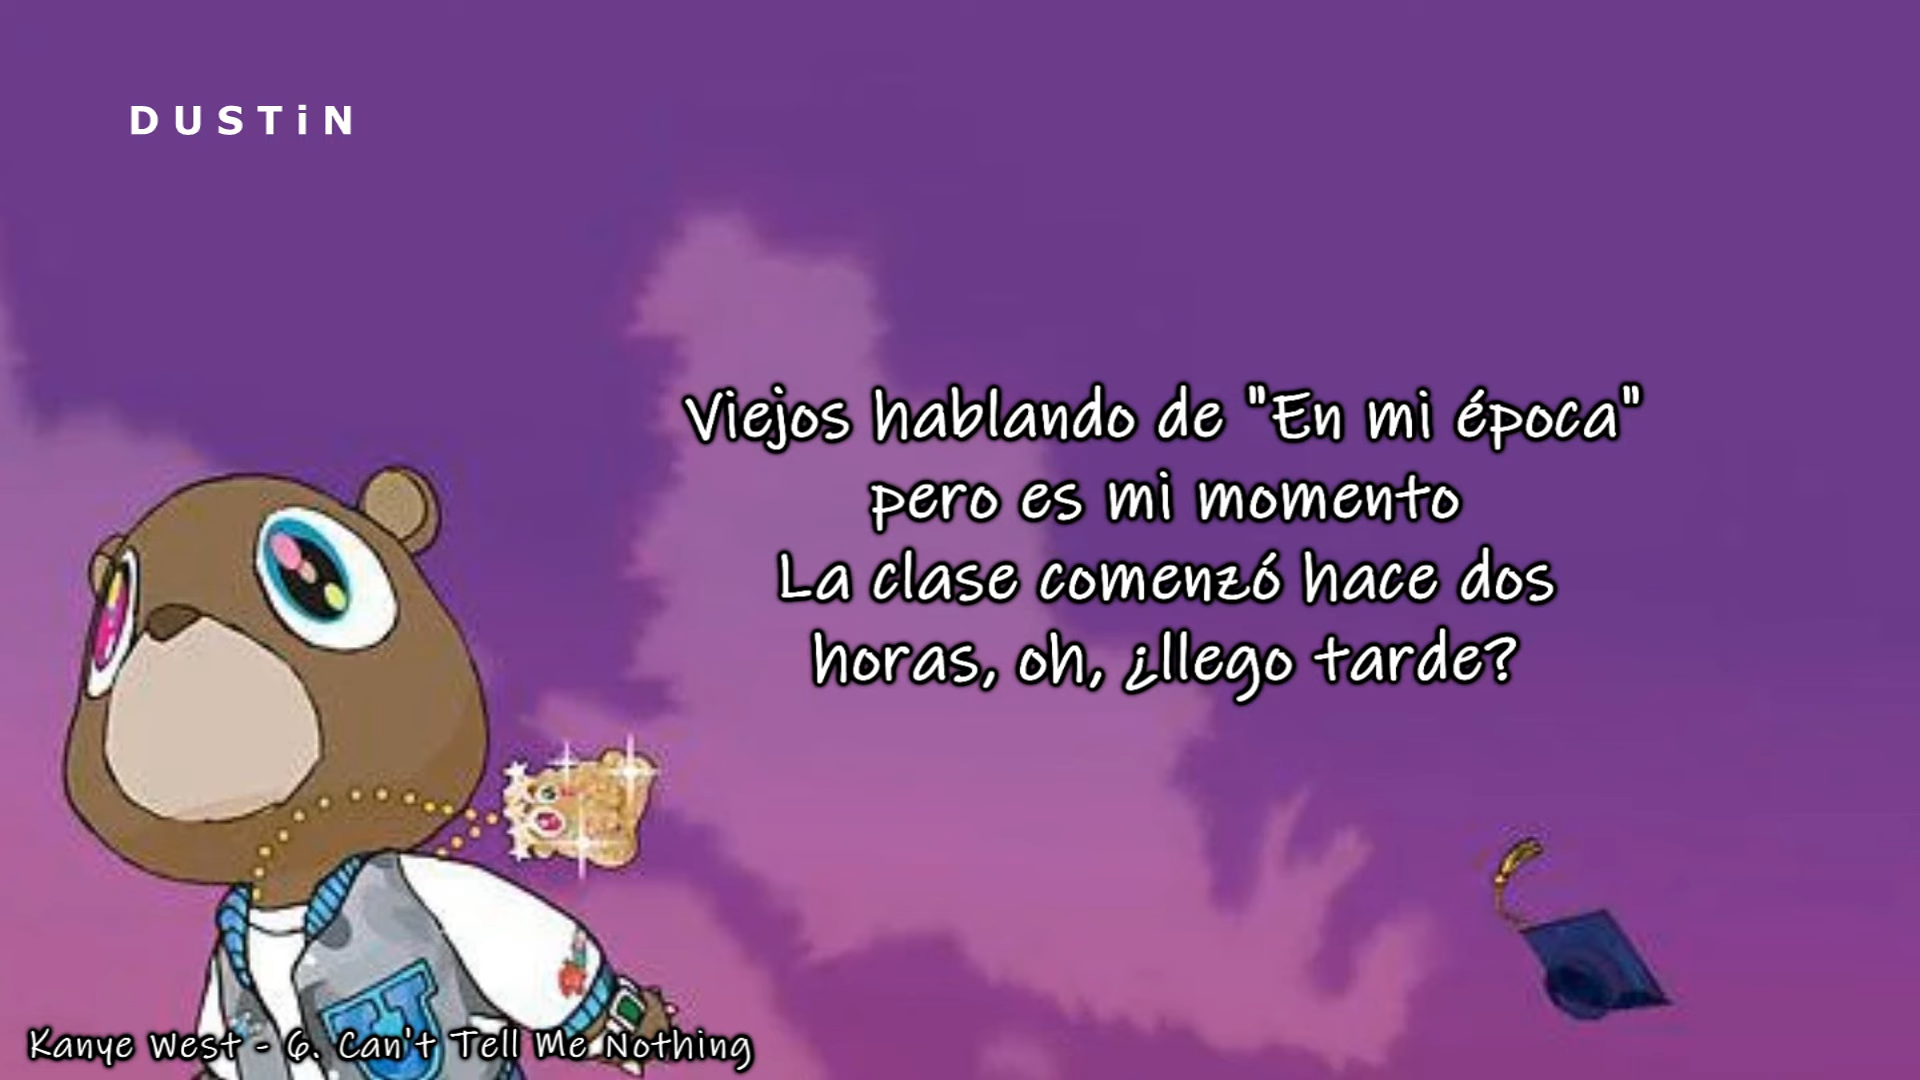 DUSTiN
Viejos hablando de "En mi época"
pero es mi momento
La clase comenzó hace dos
horas, oh, ¿llego tarde?
Kanye West - 6. Can't Tell Me Nothing